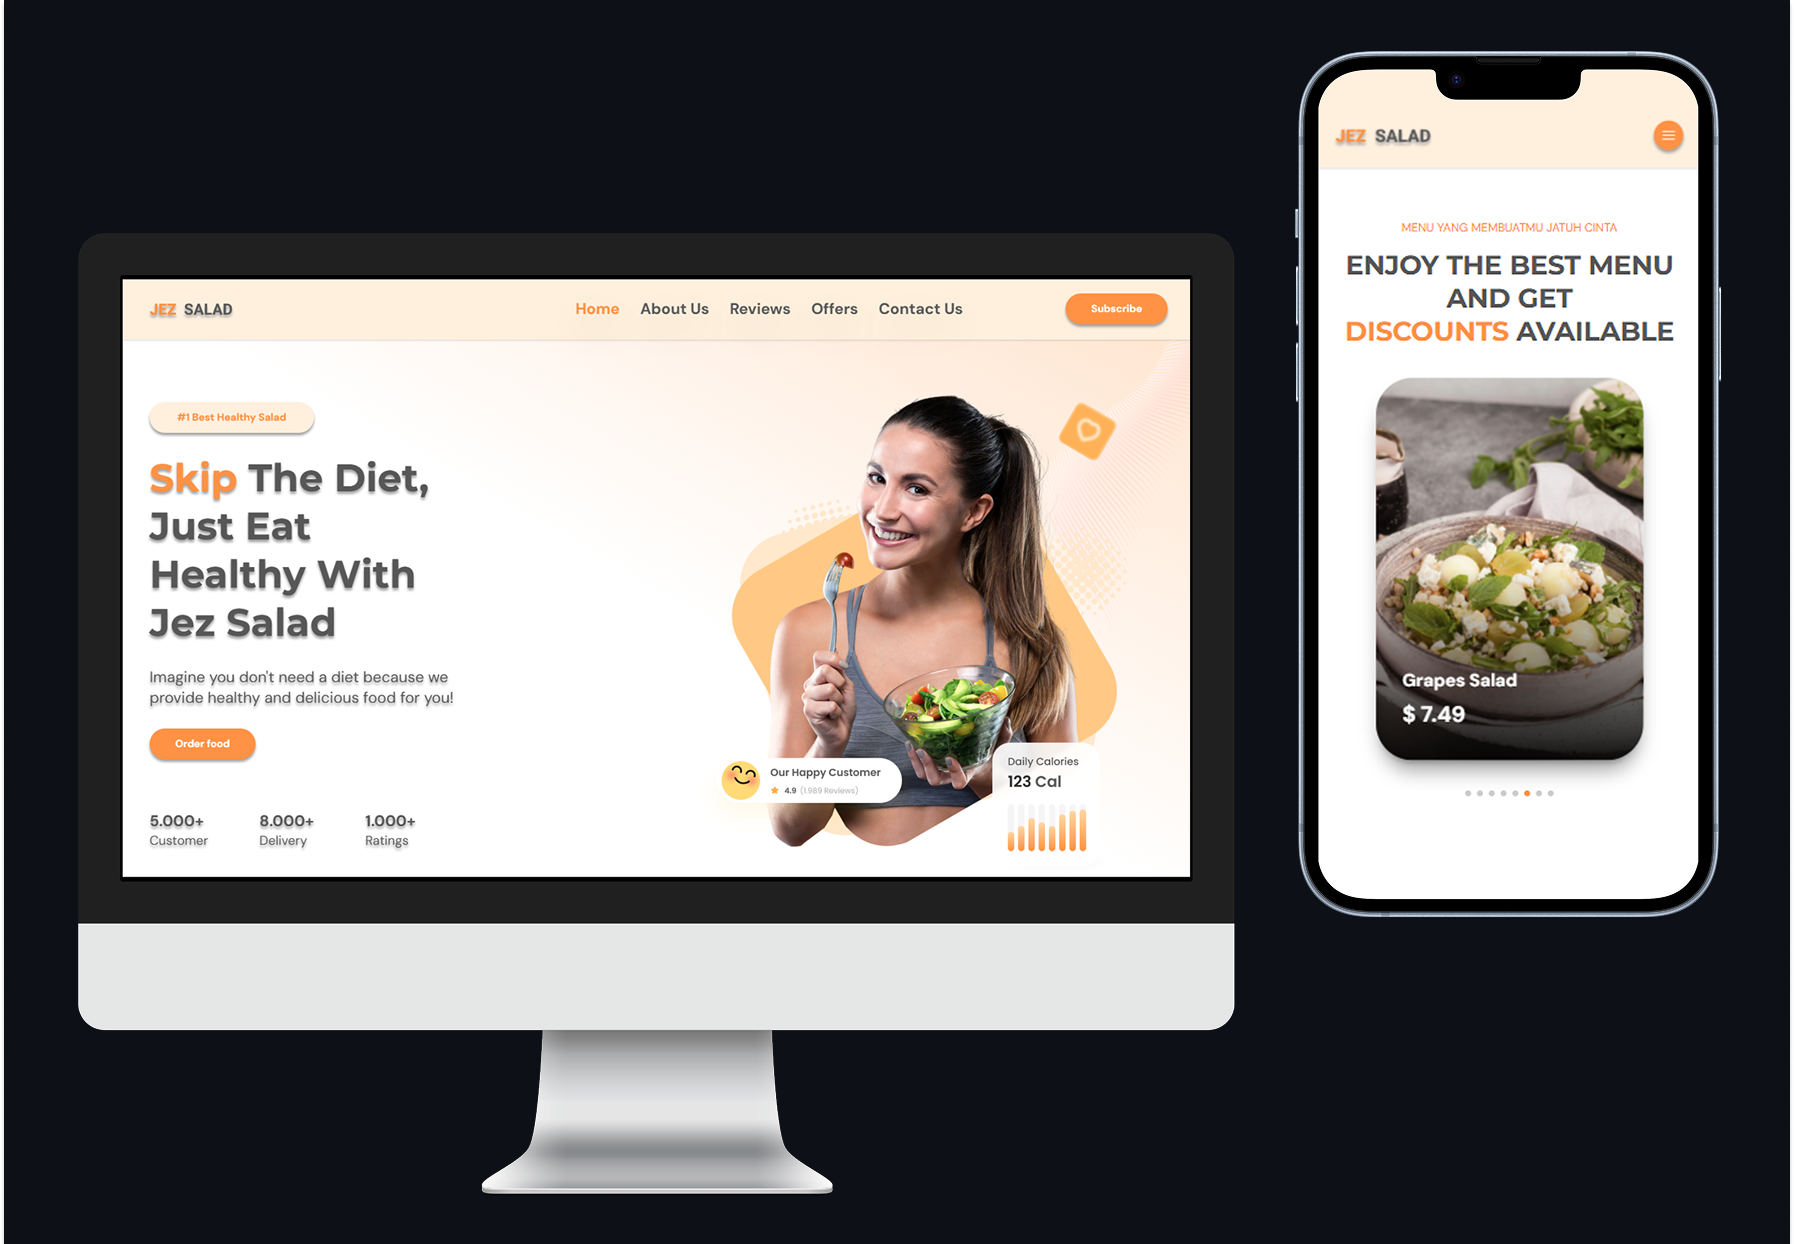 JEZ SALAD
Home About Us Reviews Offers Contact Us
Subscribe
#1 Best Healthy Salad
Skip The Diet,
Just Eat
Healthy With
Jez Salad
Imagine you don't need a diet because we
provide healthy and delicious food for you!
Order food
5.000+ 8.000+ 1.000+
Customer Delivery Ratings
Our Happy Customer
4.9 (1.989 Reviews)
Daily Calories
123 Cal
JEZ SALAD
MENU YANG MEMBUATMU JATUH CINTA
ENJOY THE BEST MENU
AND GET
DISCOUNTS AVAILABLE
Grapes Salad
$ 7.49